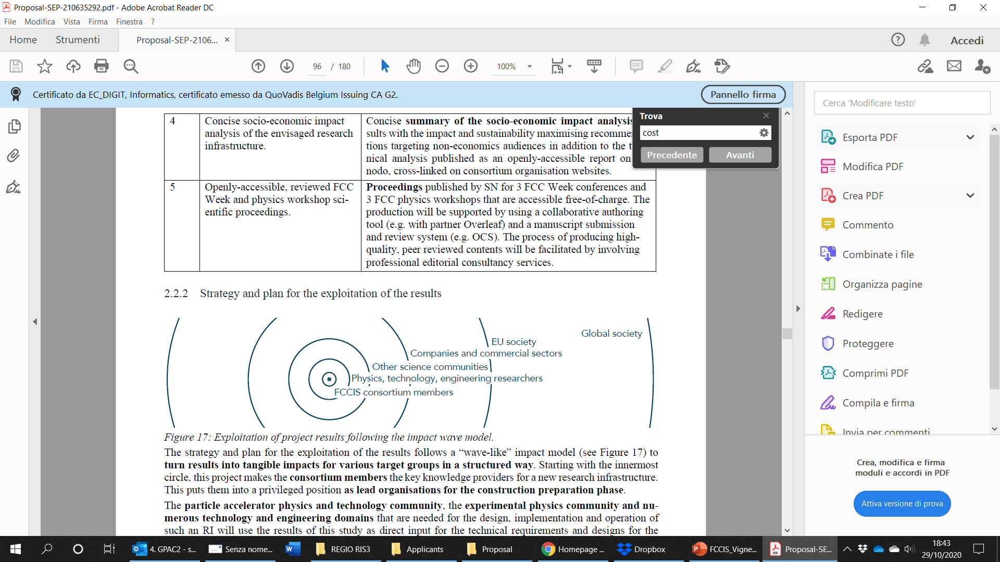 Proposal-SEP-210635292.pdf - Adobe Acrobat Reader DC
File Modifica Vista Firma Finestra ?
Home Strumenti Proposal-SEP-2106... × Accedi
96 / 180 100%
Certificato da EC_DIGIT, Informatics, certificato emesso da QuoVadis Belgium Issuing CA G2. Pannello firma
Trova
cost
Precedente Avanti
4 Concise socio-economic impact
analysis of the envisaged research
infrastructure.
Concise summary of the socio-economic impact analysis
sults with the impact and sustainability maximising recomme
tions targeting non-economics audiences in addition to the t
nical analysis published as an openly-accessible report on
nodo, cross-linked on consortium organisation websites.
5 Openly-accessible, reviewed FCC
Week and physics workshop sci-
entific proceedings.
Proceedings published by SN for 3 FCC Week conferences and
3 FCC physics workshops that are accessible free-of-charge. The
production will be supported by using a collaborative authoring
tool (e.g. with partner Overleaf) and a manuscript submission
and review system (e.g. OCS). The process of producing high-
quality, peer reviewed contents will be facilitated by involving
professional editorial consultancy services.
2.2.2 Strategy and plan for the exploitation of the results
Global society
EU society
Companies and commercial sectors
Other science communities
Physics, technology, engineering researchers
FCCIS consortium members
Figure 17: Exploitation of project results following the impact wave model.
The strategy and plan for the exploitation of the results follows a “wave-like” impact model (see Figure 17) to
turn results into tangible impacts for various target groups in a structured way. Starting with the innermost
circle, this project makes the consortium members the key knowledge providers for a new research infrastructure.
This puts them into a privileged position as lead organisations for the construction preparation phase.
The particle accelerator physics and technology community, the experimental physics community and nu-
merous technology and engineering domains that are needed for the design, implementation and operation of
such an RI will use the results of this study as direct input for the technical requirements and designs for the
Cerca 'Modificare testo'
Esporta PDF
Modifica PDF
Crea PDF
Commento
Combinate i file
Organizza pagine
Redigere
Proteggere
Comprimi PDF
Compila e firma
Invia per commenti
Crea, modifica e firma
moduli e accordi in PDF
Attiva versione di prova
4. GPAC2 - s... Senza nome... REGIO RIS3 Applicants Proposal Homepage ... Dropbox FCCIS_Vigne... Proposal-SE...
18:43
29/10/2020